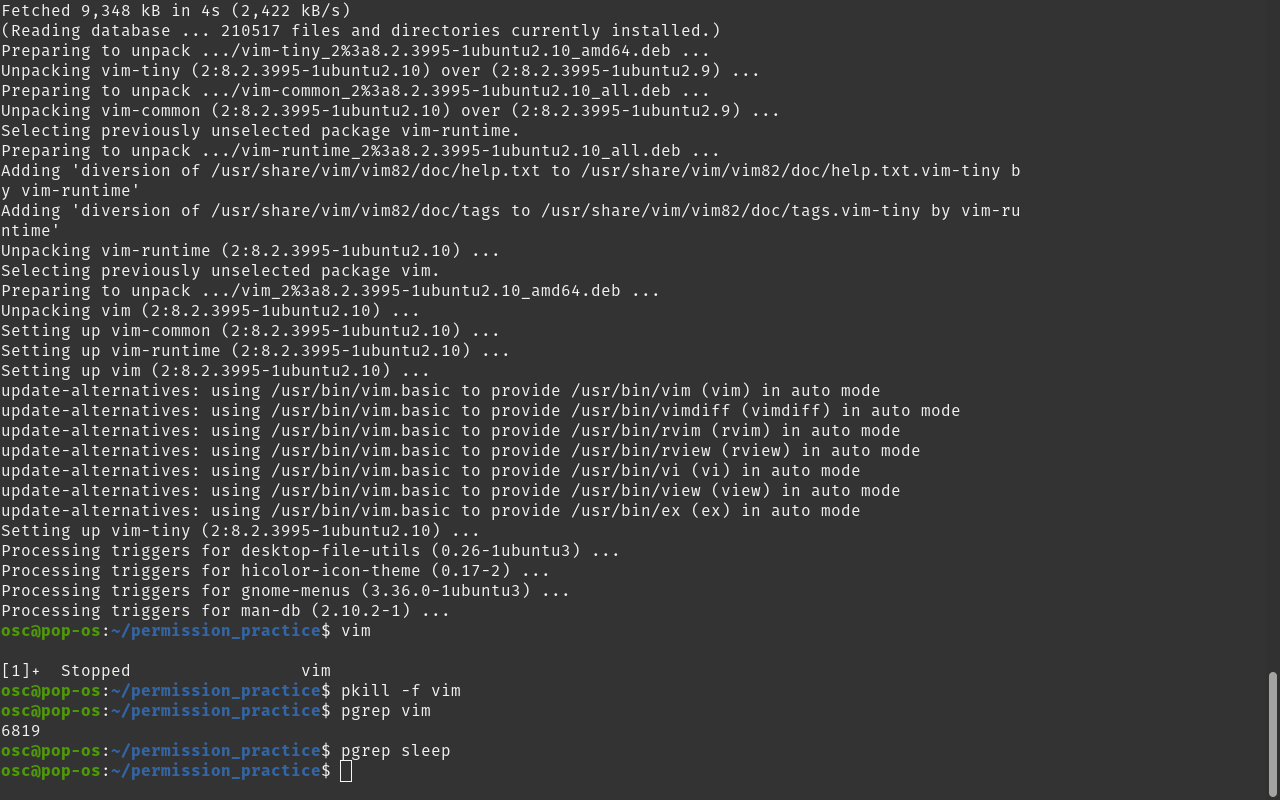 Fetched 9,348 kB in 4s (2,422 kB/s)
(Reading database ... 210517 files and directories currently installed.)
Preparing to unpack .../vim-tiny_2%3a8.2.3995-1ubuntu2.10_amd64.deb ...
Unpacking vim-tiny (2:8.2.3995-1ubuntu2.10) over (2:8.2.3995-1ubuntu2.9) ...
Preparing to unpack .../vim-common_2%3a8.2.3995-1ubuntu2.10_all.deb ...
Unpacking vim-common (2:8.2.3995-1ubuntu2.10) over (2:8.2.3995-1ubuntu2.9) ...
Selecting previously unselected package vim-runtime.
Preparing to unpack .../vim-runtime_2%3a8.2.3995-1ubuntu2.10_all.deb ...
Adding 'diversion of /usr/share/vim/vim82/doc/help.txt to /usr/share/vim/vim82/doc/help.txt.vim-tiny b
y vim-runtime'
Adding 'diversion of /usr/share/vim/vim82/doc/tags to /usr/share/vim/vim82/doc/tags.vim-tiny by vim-ru
ntime'
Unpacking vim-runtime (2:8.2.3995-1ubuntu2.10) ...
Selecting previously unselected package vim.
Preparing to unpack .../vim_2%3a8.2.3995-1ubuntu2.10_amd64.deb ...
Unpacking vim (2:8.2.3995-1ubuntu2.10) ...
Setting up vim-common (2:8.2.3995-1ubuntu2.10) ...
Setting up vim-runtime (2:8.2.3995-1ubuntu2.10) ...
Setting up vim (2:8.2.3995-1ubuntu2.10) ...
update-alternatives: using /usr/bin/vim.basic to provide /usr/bin/vim (vim) in auto mode
update-alternatives: using /usr/bin/vim.basic to provide /usr/bin/vimdiff (vimdiff) in auto mode
update-alternatives: using /usr/bin/vim.basic to provide /usr/bin/rvim (rvim) in auto mode
update-alternatives: using /usr/bin/vim.basic to provide /usr/bin/rview (rview) in auto mode
update-alternatives: using /usr/bin/vim.basic to provide /usr/bin/vi (vi) in auto mode
update-alternatives: using /usr/bin/vim.basic to provide /usr/bin/view (view) in auto mode
update-alternatives: using /usr/bin/vim.basic to provide /usr/bin/ex (ex) in auto mode
Setting up vim-tiny (2:8.2.3995-1ubuntu2.10) ...
Processing triggers for desktop-file-utils (0.26-1ubuntu3) ...
Processing triggers for hicolor-icon-theme (0.17-2) ...
Processing triggers for gnome-menus (3.36.0-1ubuntu3) ...
Processing triggers for man-db (2.10.2-1) ...
osc@pop-os:~/permission_practice$ vim
[1]+  Stopped                 vim
osc@pop-os:~/permission_practice$ pkill -f vim
osc@pop-os:~/permission_practice$ pgrep vim
6819
osc@pop-os:~/permission_practice$ pgrep sleep
osc@pop-os:~/permission_practice$